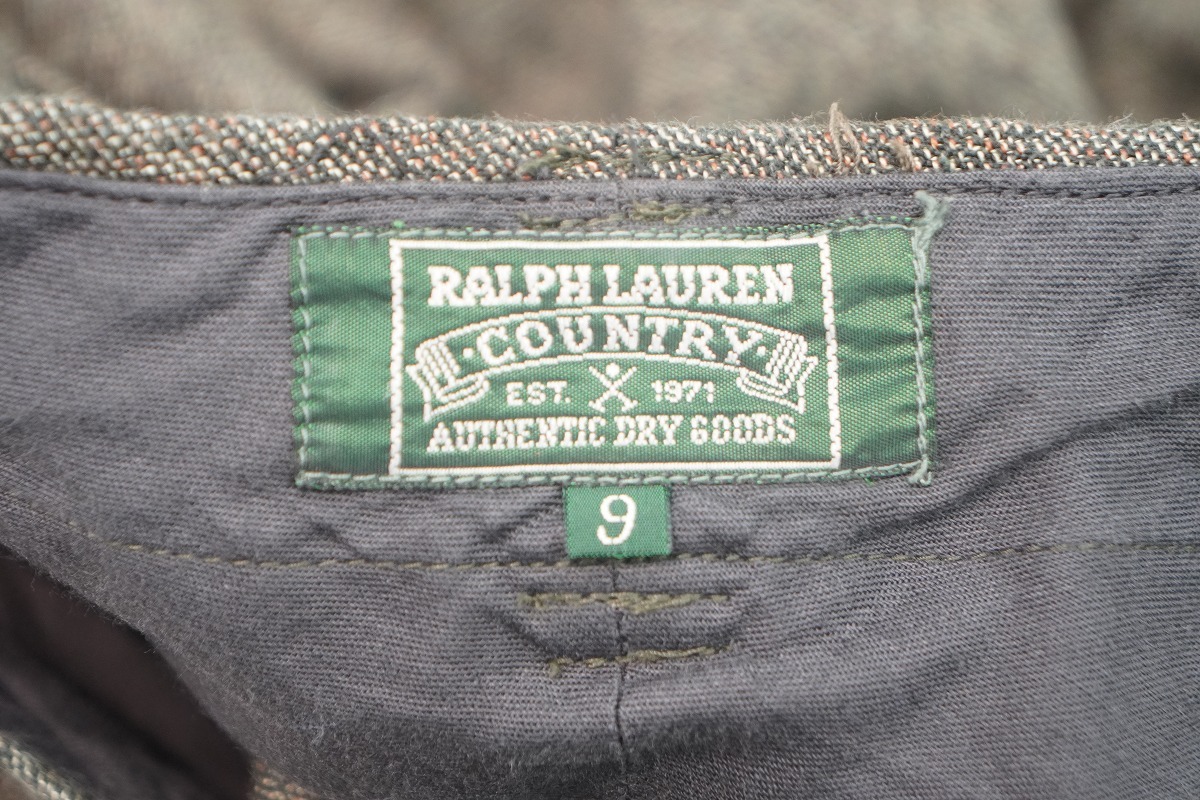 RALPH LAUREN
·COUNTRY·
EST. 1971
AUTHENTIC DRY GOODS
9